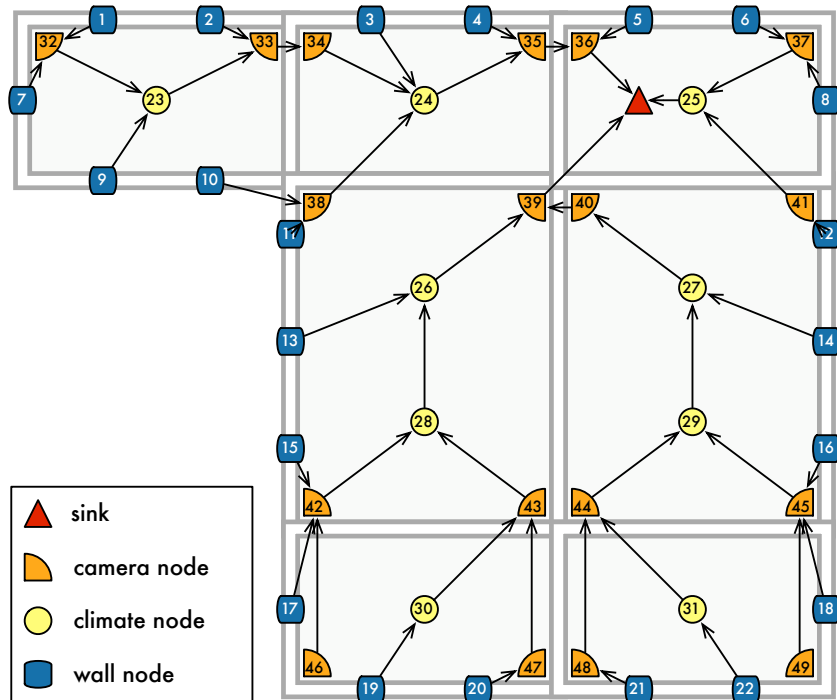 1 2 3 4 5 6
32 33 34 35 36 37
7 23 24 25 8
9 10
38 39 40 41
11 12
26 27
13 14
28 29
15 16
42 43 44 45
sink
camera node
climate node
wall node
17 30 31 18
46 47 48 49
19 20 21 22